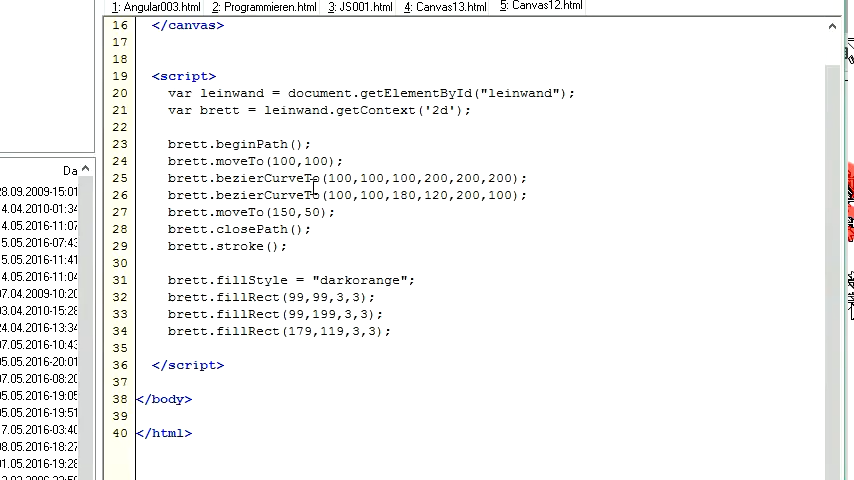 1: Angular003.html 2: Programmieren.html 3: JS001.html 4: Canvas13.html 5: Canvas12.html
16 </canvas>
17
18
19 <script>
20 var leinwand = document.getElementById("leinwand");
21 var brett = leinwand.getContext('2d');
22
23 brett.beginPath();
24 brett.moveTo(100,100);
25 brett.bezierCurveTo(100,100,100,200,200,200);
26 brett.bezierCurveTo(100,100,180,120,200,100);
27 brett.moveTo(150,50);
28 brett.closePath();
29 brett.stroke();
30
31 brett.fillStyle = "darkorange";
32 brett.fillRect(99,99,3,3);
33 brett.fillRect(99,199,3,3);
34 brett.fillRect(179,119,3,3);
35
36 </script>
37
38 </body>
39
40 </html>
Da
28.09.2009-15:01
4.04.2010-01:34
4.05.2016-11:07
5.05.2016-07:43
5.05.2016-11:41
4.05.2016-11:04
07.04.2009-10:20
03.04.2010-15:28
24.04.2016-13:34
07.05.2016-10:43
05.05.2016-20:01
07.05.2016-08:20
05.05.2016-19:05
05.05.2016-19:51
7.05.2016-03:40
08.05.2016-18:27
01.05.2016-19:28